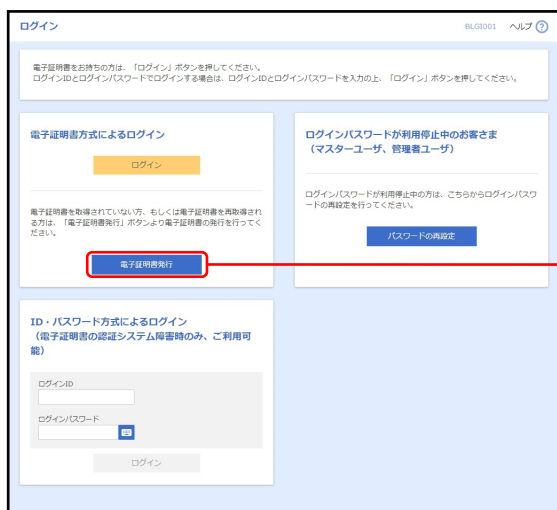 ログイン
BLGI001 ヘルプ ?
電子証明書をお持ちの方は、「ログイン」ボタンを押してください。
ログインIDとログインパスワードでログインする場合は、ログインIDとログインパスワードを入力の上、「ログイン」ボタンを押してください。
電子証明書方式によるログイン
ログイン
電子証明書を取得されていない方、もしくは電子証明書を再取得され
る方は、「電子証明書発行」ボタンより電子証明書の発行を行ってく
ださい。
電子証明書発行
ログインパスワードが利用停止中のお客さま
（マスターユーザ、管理者ユーザ）
ログインパスワードが利用停止中の方は、こちらからログインパスワ
ードの再設定を行ってください。
パスワードの再設定
ID・パスワード方式によるログイン
（電子証明書の認証システム障害時のみ、ご利用可
能）
ログインID
ログインパスワード
ログイン